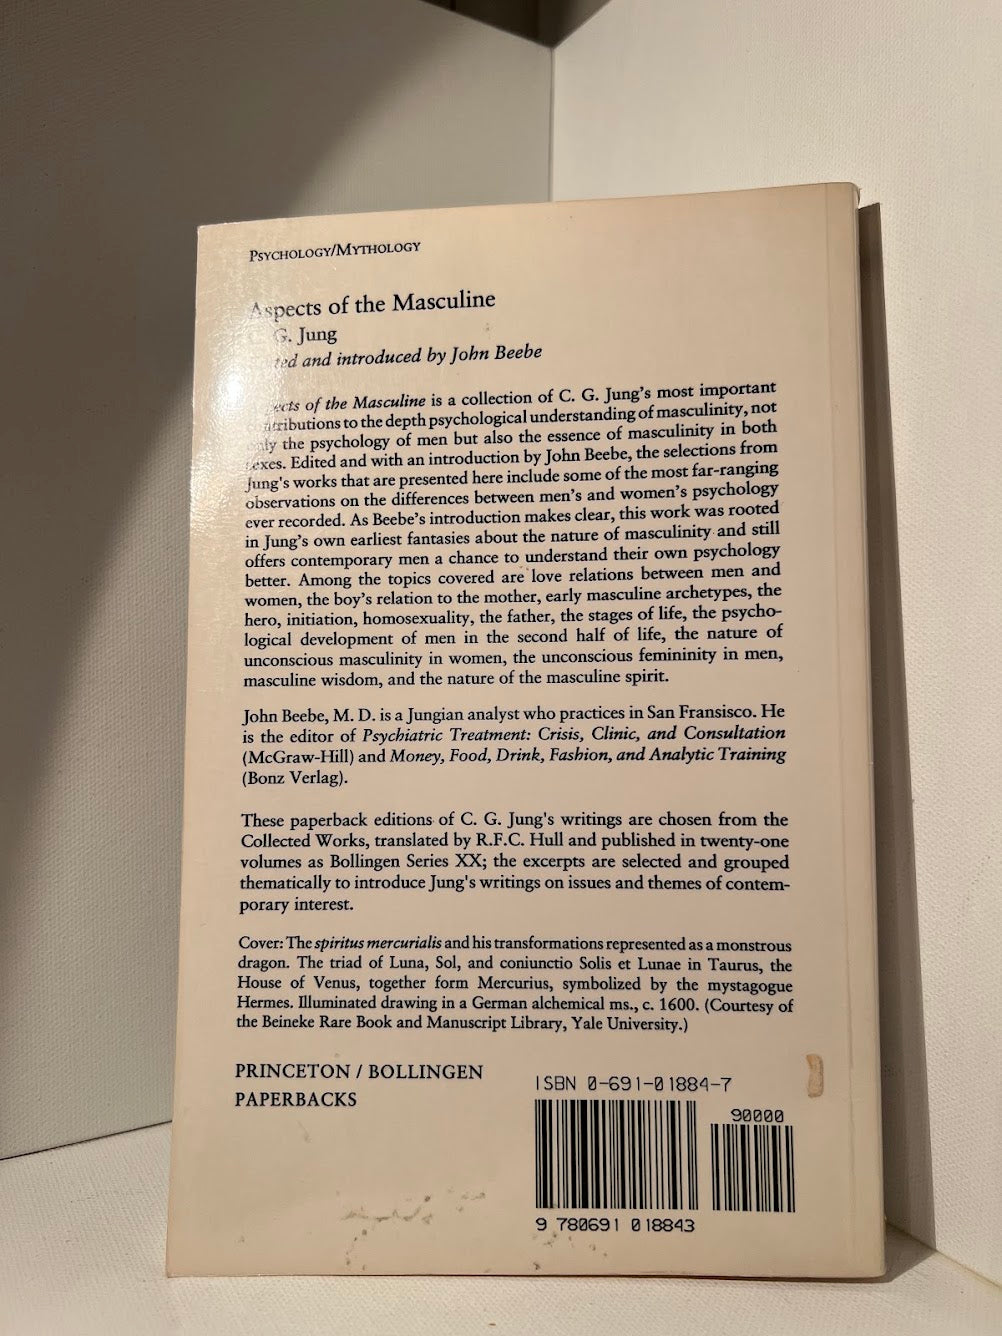 PSYCHOLOGY/MYTHOLOGY
Aspects of the Masculine
G. Jung
and introduced by John Beebe
of the Masculine is a collection of C. G. Jung's most important
contributions to the depth psychological understanding of masculinity, not
only the psychology of men but also the essence of masculinity in both
sexes. Edited and with an introduction by John Beebe, the selections from
Jung's works that are presented here include some of the most far-ranging
observations on the differences between men's and women's psychology
ever recorded. As Beebe's introduction makes clear, this work was rooted
in Jung's own earliest fantasies about the nature of masculinity and still
offers contemporary men a chance to understand their own psychology
better. Among the topics covered are love relations between men and
women, the boy's relation to the mother, early masculine archetypes, the
hero, initiation, homosexuality, the father, the stages of life, the psycho-
logical development of men in the second half of life, the nature of
unconscious masculinity in women, the unconscious femininity in men,
masculine wisdom, and the nature of the masculine spirit.
John Beebe, M. D. is a Jungian analyst who practices in San Fransisco. He
is the editor of Psychiatric Treatment: Crisis, Clinic, and Consultation
(McGraw-Hill) and Money, Food, Drink, Fashion, and Analytic Training
(Bonz Verlag).
These paperback editions of C. G. Jung's writings are chosen from the
Collected Works, translated by R.F.C. Hull and published in twenty-one
volumes as Bollingen Series XX; the excerpts are selected and grouped
thematically to introduce Jung's writings on issues and themes of contem-
porary interest.
Cover: The spiritus mercurialis and his transformations represented as a monstrous
dragon. The triad of Luna, Sol, and coniunctio Solis et Lunae in Taurus, the
House of Venus, together form Mercurius, symbolized by the mystagogue
Hermes. Illuminated drawing in a German alchemical ms., c. 1600. (Courtesy of
the Beineke Rare Book and Manuscript Library, Yale University.)
PRINCETON / BOLLINGEN
PAPERBACKS
ISBN 0-691-01884-7
90000
9 780691 018843